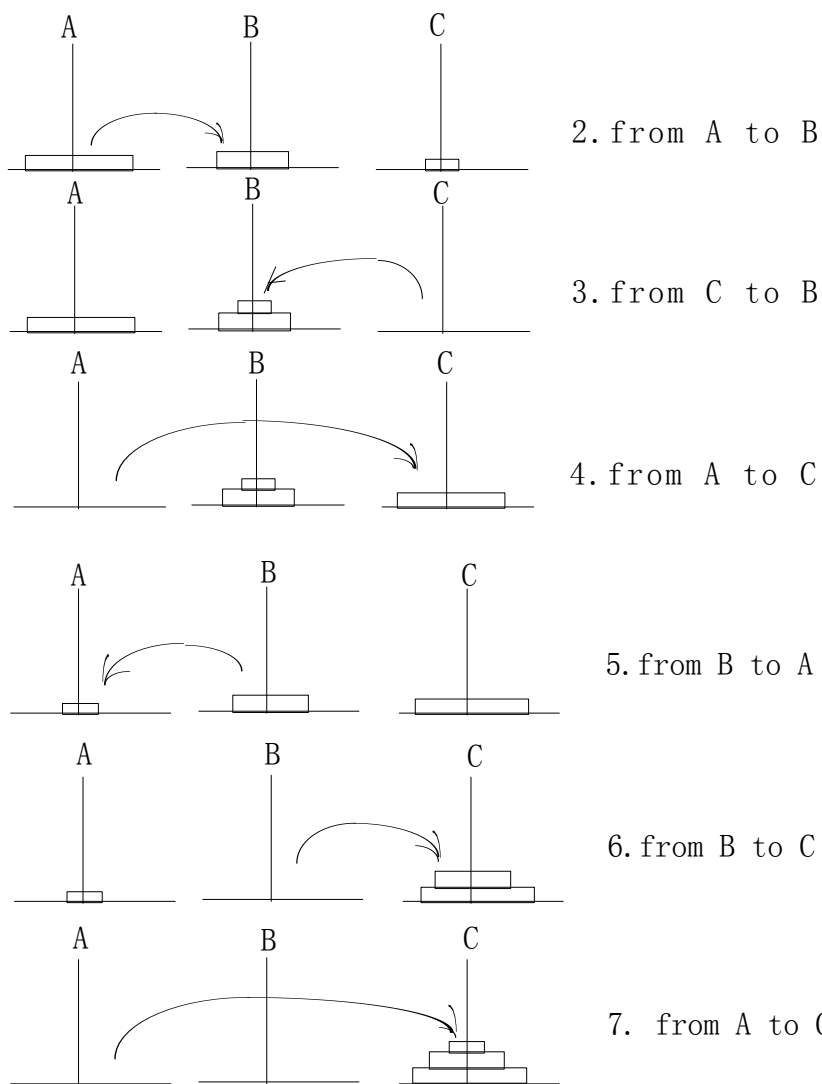 A B C
2. from A to B
A B C
3. from C to B
A B C
4. from A to C
A B C
5. from B to A
A B C
6. from B to C
A B C
7. from A to